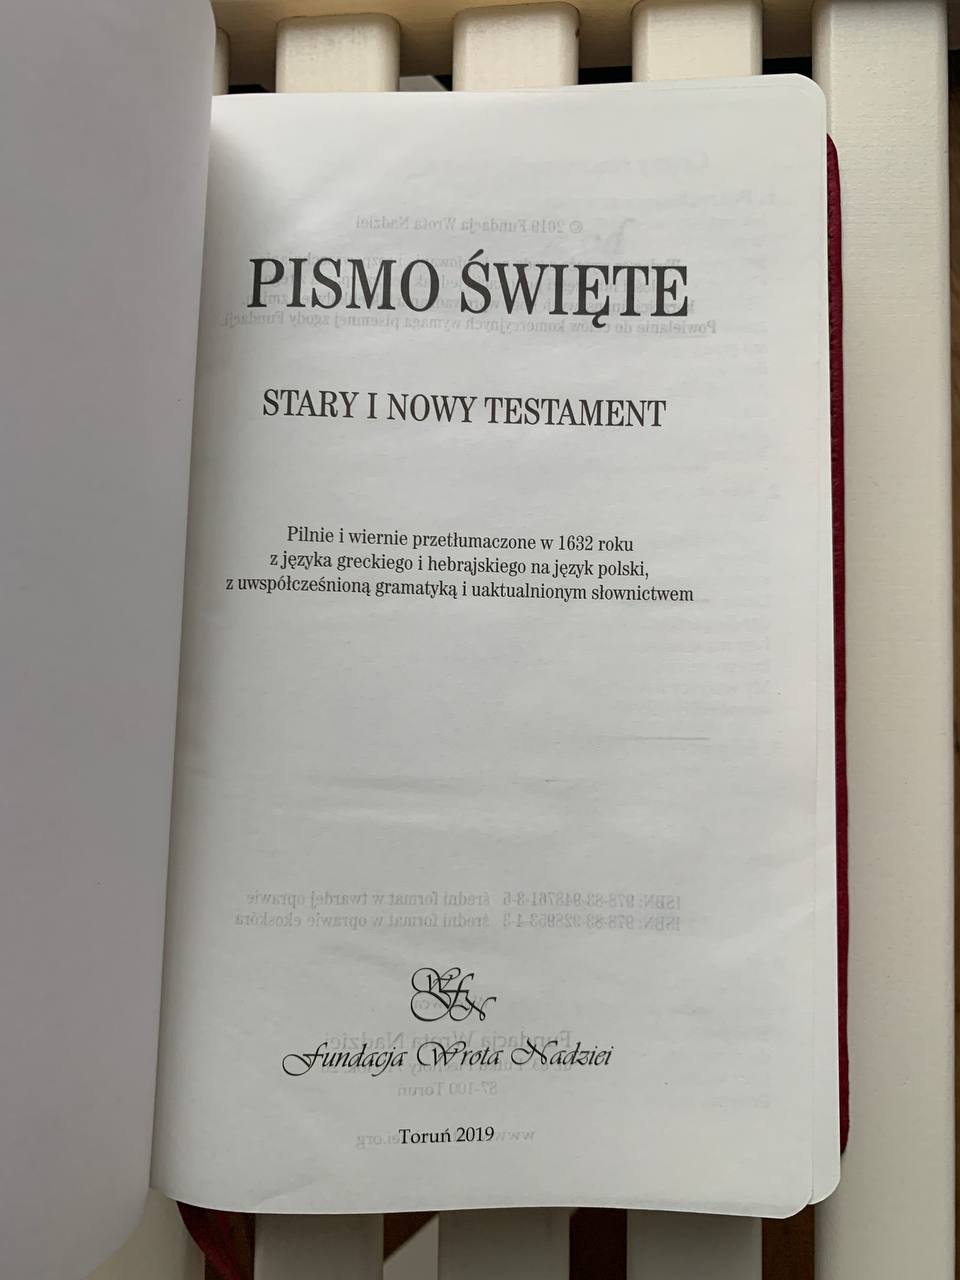 PISMO ŚWIĘTE
STARY I NOWY TESTAMENT
Pilnie i wiernie przetłumaczone w 1632 roku
z języka greckiego i hebrajskiego na język polski,
z uwspółcześnioną gramatyką i uaktualnionym słownictwem
WFN
Fundacja Wrota Nadziei
Toruń 2019